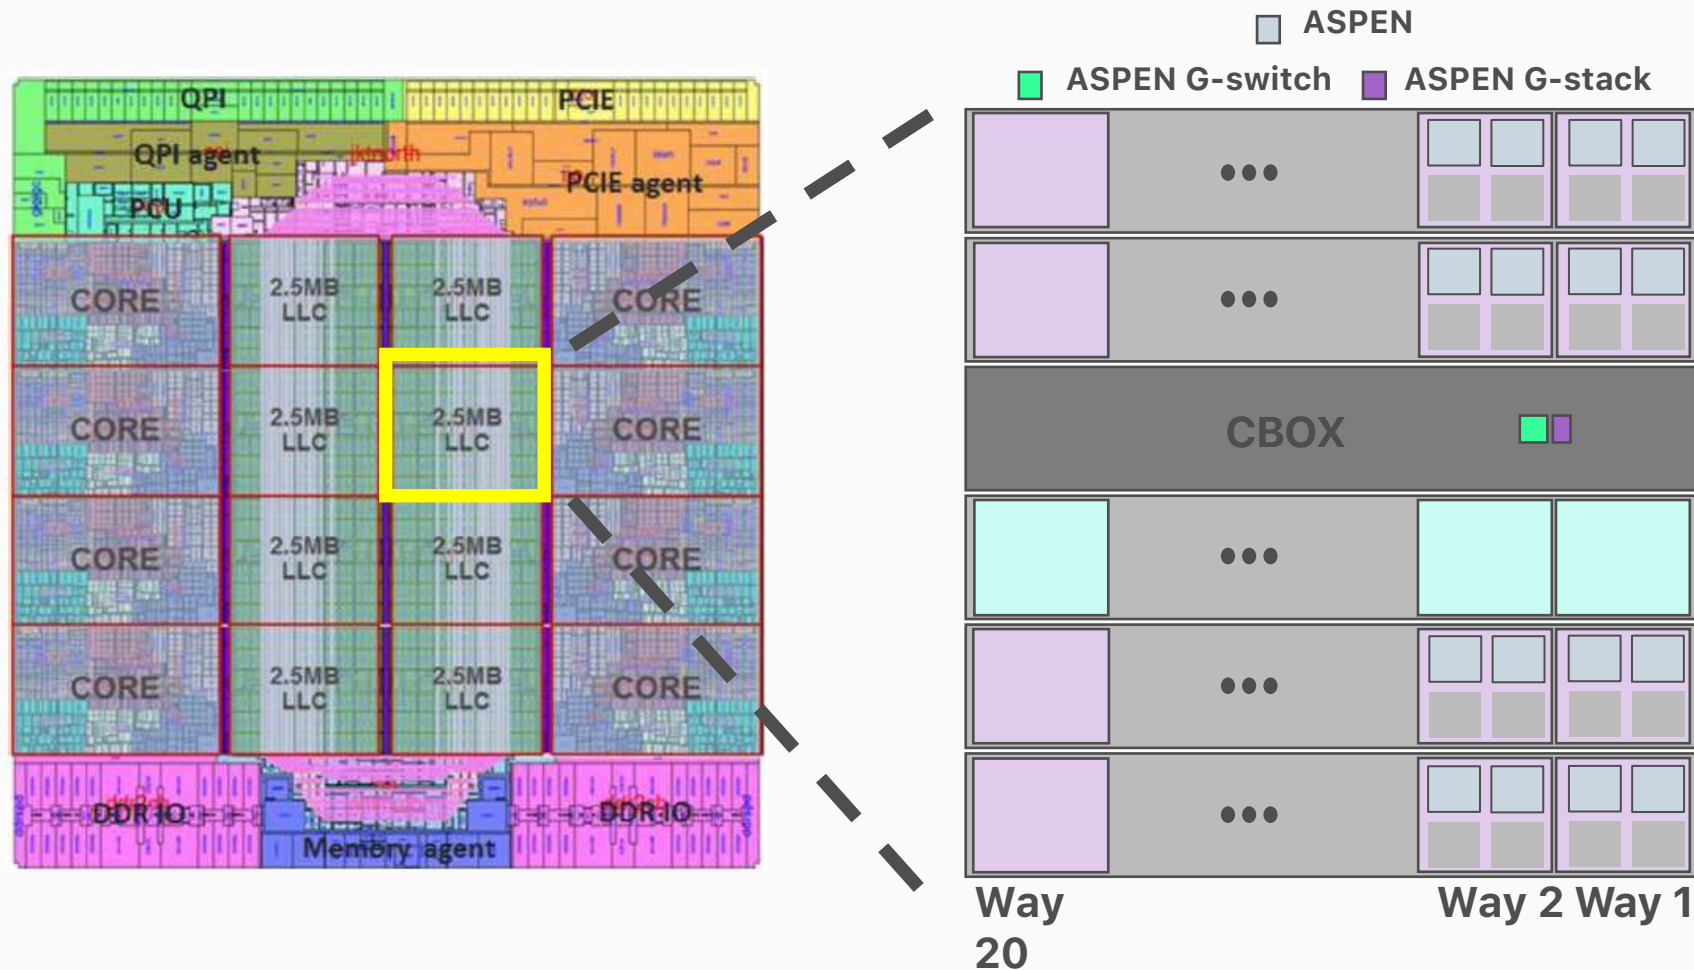 ASPEN
ASPEN G-switch
ASPEN G-stack
QPI
PCIE
QPI agent
jktnorth
PCIE agent
PCU
CORE
2.5MB
LLC
2.5MB
LLC
CORE
CORE
2.5MB
LLC
2.5MB
LLC
CORE
CORE
2.5MB
LLC
2.5MB
LLC
CORE
CORE
2.5MB
LLC
2.5MB
LLC
CORE
DDR IO
DDR IO
Memory agent
•••
•••
CBOX
•••
•••
•••
Way
20
Way 2
Way 1